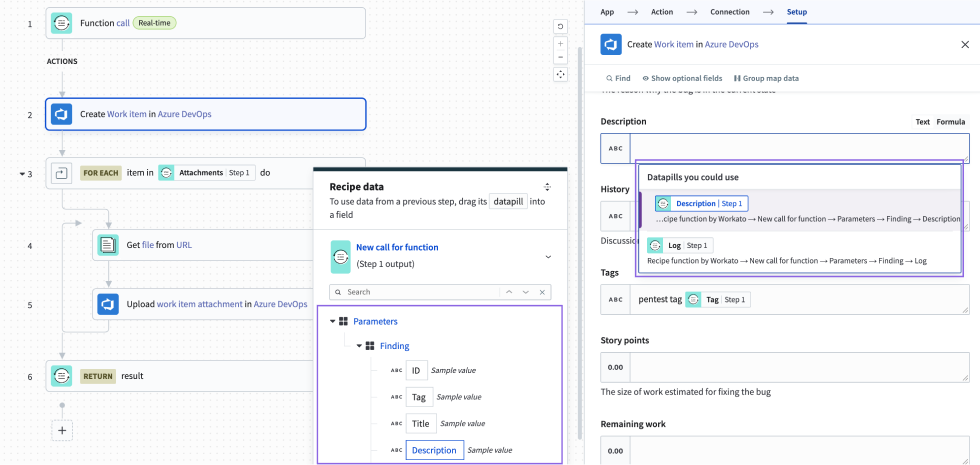 1 Function call Real-time
ACTIONS
2 Create Work item in Azure DevOps
3 FOR EACH item in Attachments Step 1 do
4 Get file from URL
5 Upload work item attachment in Azure DevOps
6 RETURN result
Recipe data
To use data from a previous step, drag its datapill into
a field
New call for function
(Step 1 output)
Search
Parameters
Finding
ABC ID Sample value
ABC Tag Sample value
ABC Title Sample value
ABC Description Sample value
App → Action → Connection → Setup
Create Work item in Azure DevOps
Find Show optional fields Group map data
The reason why the bug is in the current state
Description Text Formula
ABC
Datapills you could use
Description | Step 1
...cipe function by Workato → New call for function → Parameters → Finding → Description
Log Step 1
Recipe function by Workato → New call for function → Parameters → Finding → Log
History
ABC
Discussio
Tags
ABC pentest tag Tag Step 1
Story points
0.00
The size of work estimated for fixing the bug
Remaining work
0.00